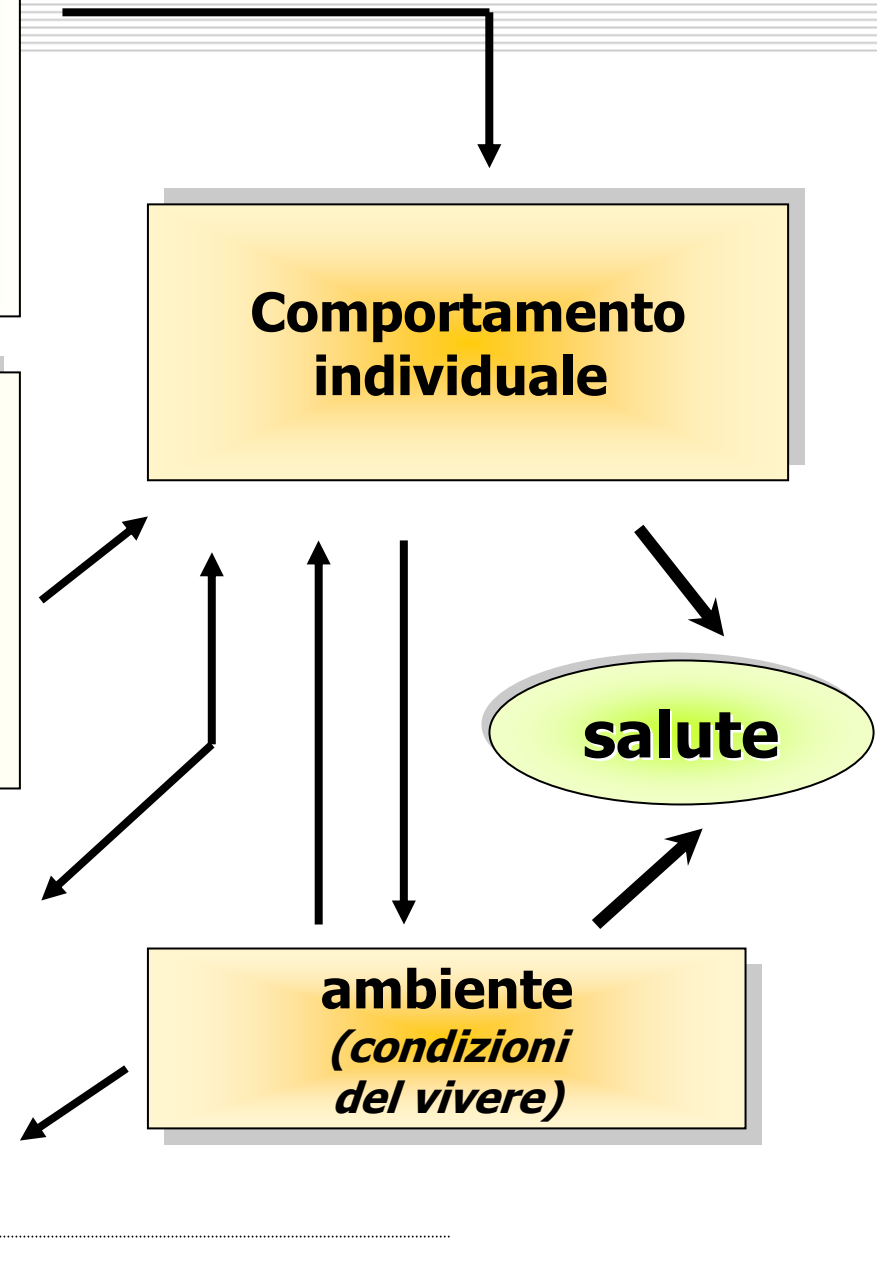 Comportamento
individuale
salute
ambiente
(condizioni
del vivere)